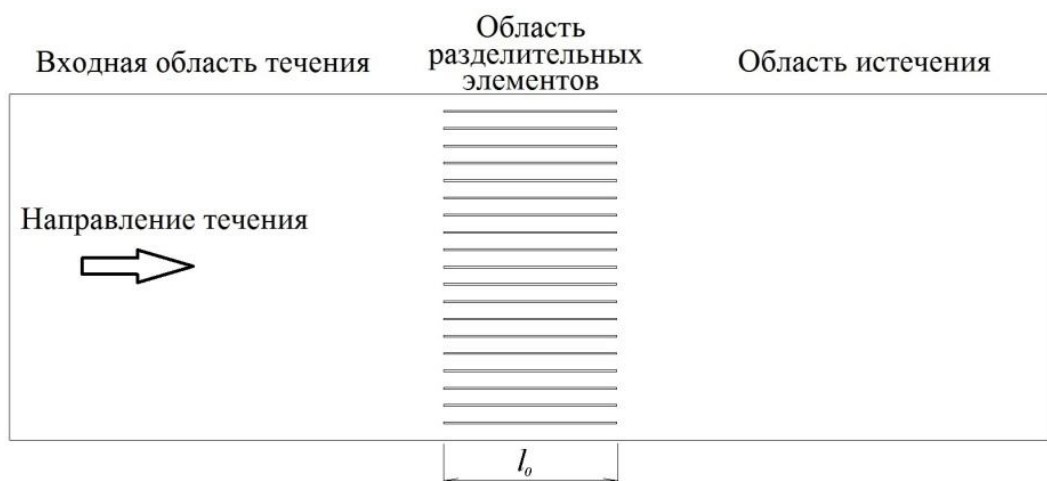 Входная область течения
Область
разделительных
элементов
Область истечения
Направление течения
l₀